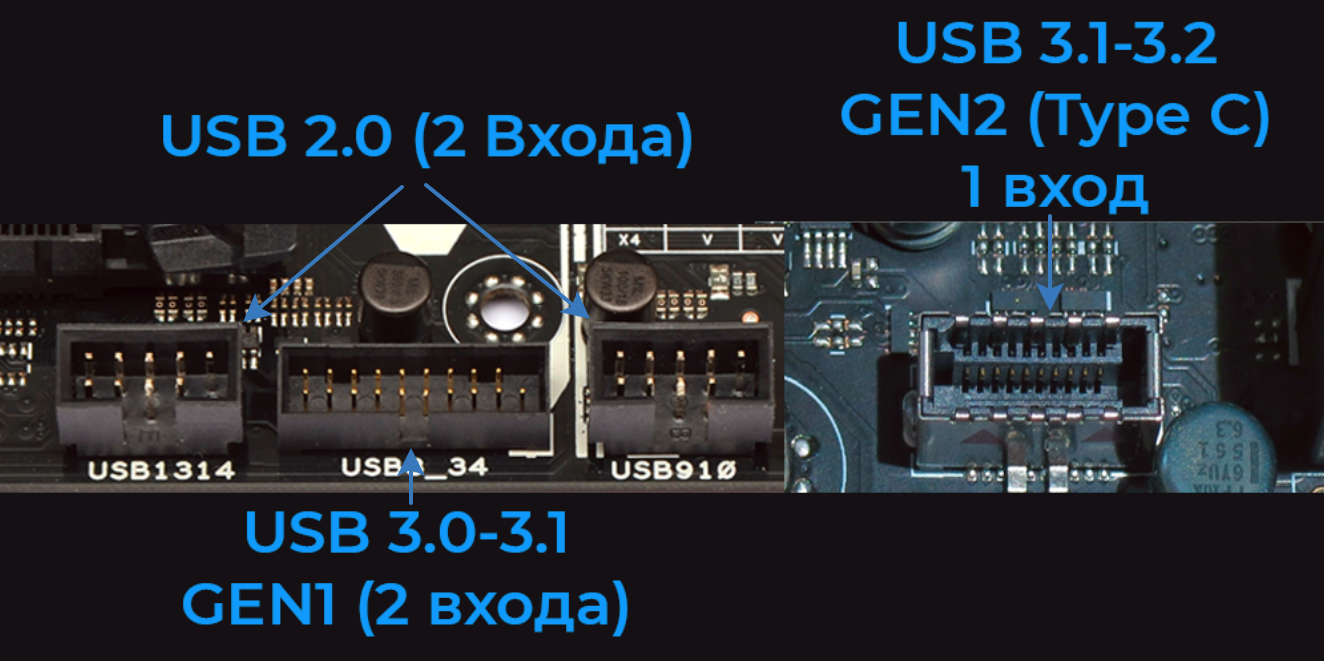 USB 3.1-3.2
GEN2 (Type C)
1 вход
USB 2.0 (2 Входа)
X4
V
V
USB1314
USB3_34
USB910
USB 3.0-3.1
GEN1 (2 входа)